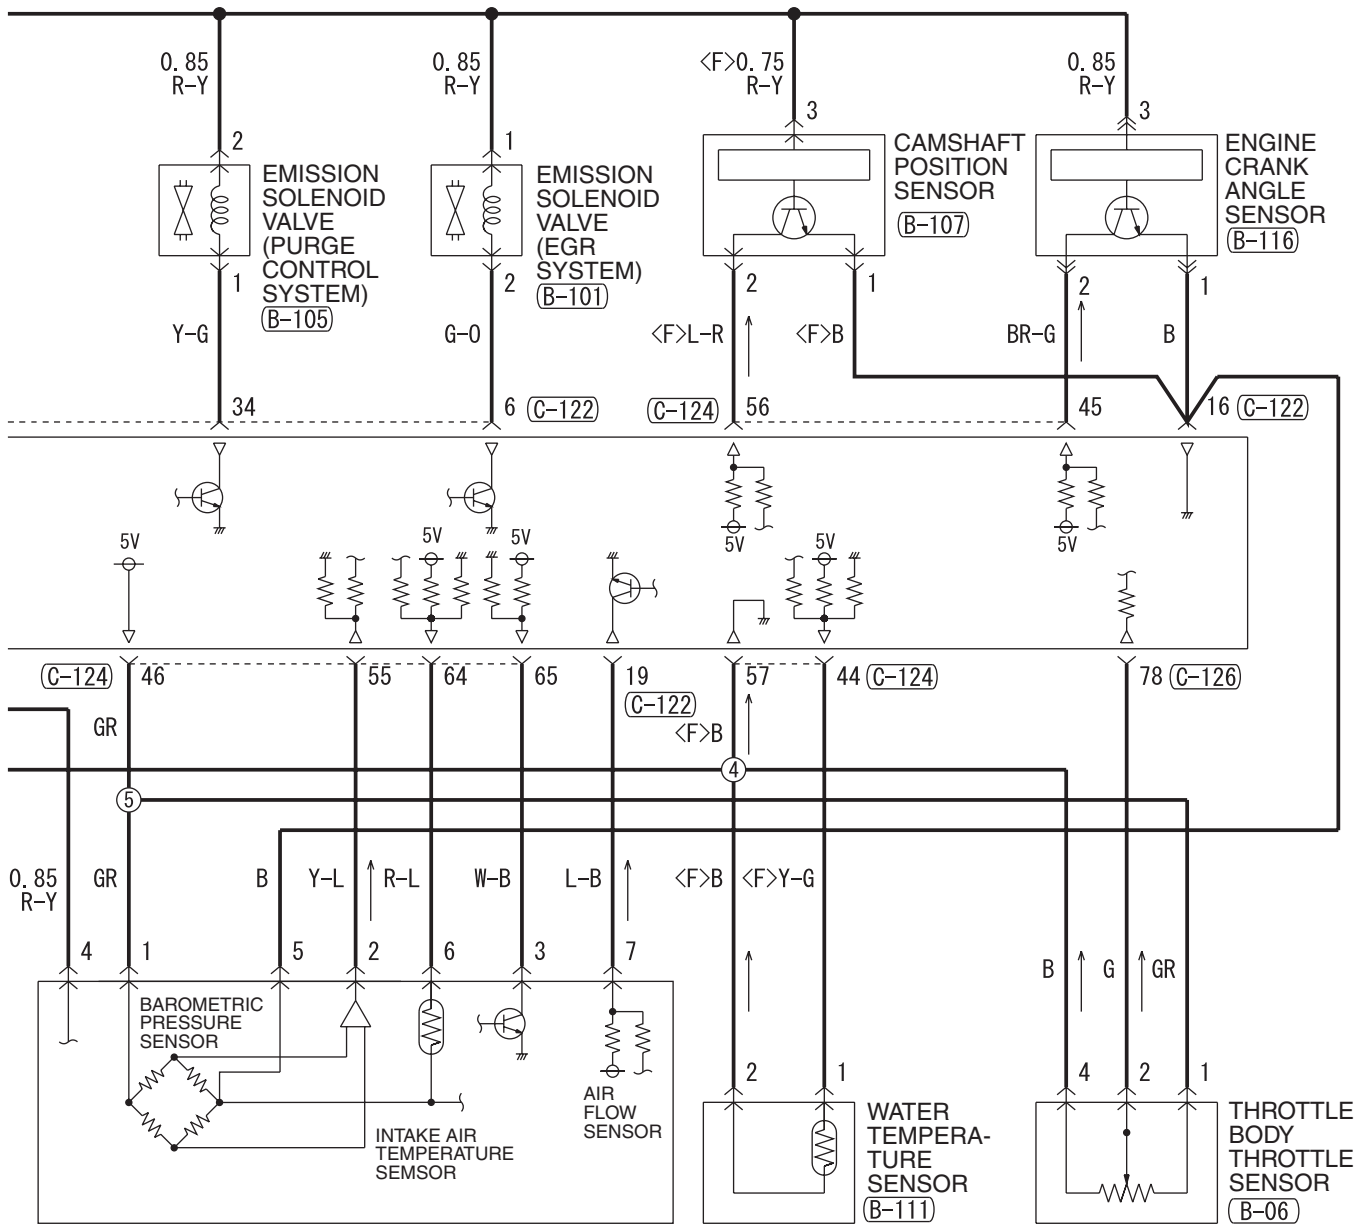 0.85
R-Y
0.85
R-Y
<F>0.75
R-Y
0.85
R-Y
2
1
3
3
EMISSION
SOLENOID
VALVE
(PURGE
CONTROL
SYSTEM)
B-105
EMISSION
SOLENOID
VALVE
(EGR
SYSTEM)
B-101
CAMSHAFT
POSITION
SENSOR
B-107
ENGINE
CRANK
ANGLE
SENSOR
B-116
1
2
2
1
2
1
Y-G
G-O
<F>L-R
<F>B
BR-G
B
34
6
C-122
C-124
56
45
16
C-122
5V
5V
5V
5V
5V
5V
C-124
46
55
64
65
19
C-122
57
44
C-124
78
C-126
GR
<F>B
4
5
0.85
R-Y
GR
B
Y-L
R-L
W-B
L-B
<F>B
<F>Y-G
4
1
5
2
6
3
7
B
G
GR
BAROMETRIC
PRESSURE
SENSOR
INTAKE AIR
TEMPERATURE
SEMSOR
AIR
FLOW
SENSOR
2
1
4
2
1
WATER
TEMPERA-
TURE
SENSOR
B-111
THROTTLE
BODY
THROTTLE
SENSOR
B-06